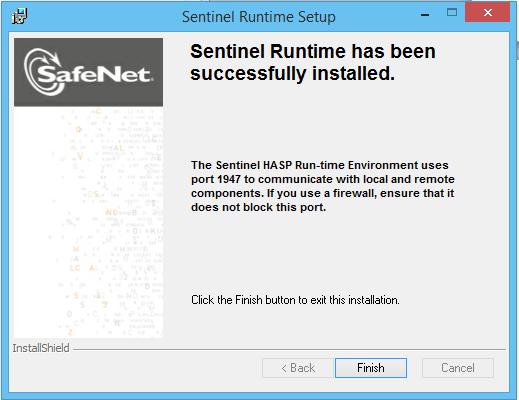 Sentinel Runtime Setup
SafeNet.
Sentinel Runtime has been
successfully installed.
The Sentinel HASP Run-time Environment uses
port 1947 to communicate with local and remote
components. If you use a firewall, ensure that it
does not block this port.
Click the Finish button to exit this installation.
InstallShield
< Back
Finish
Cancel